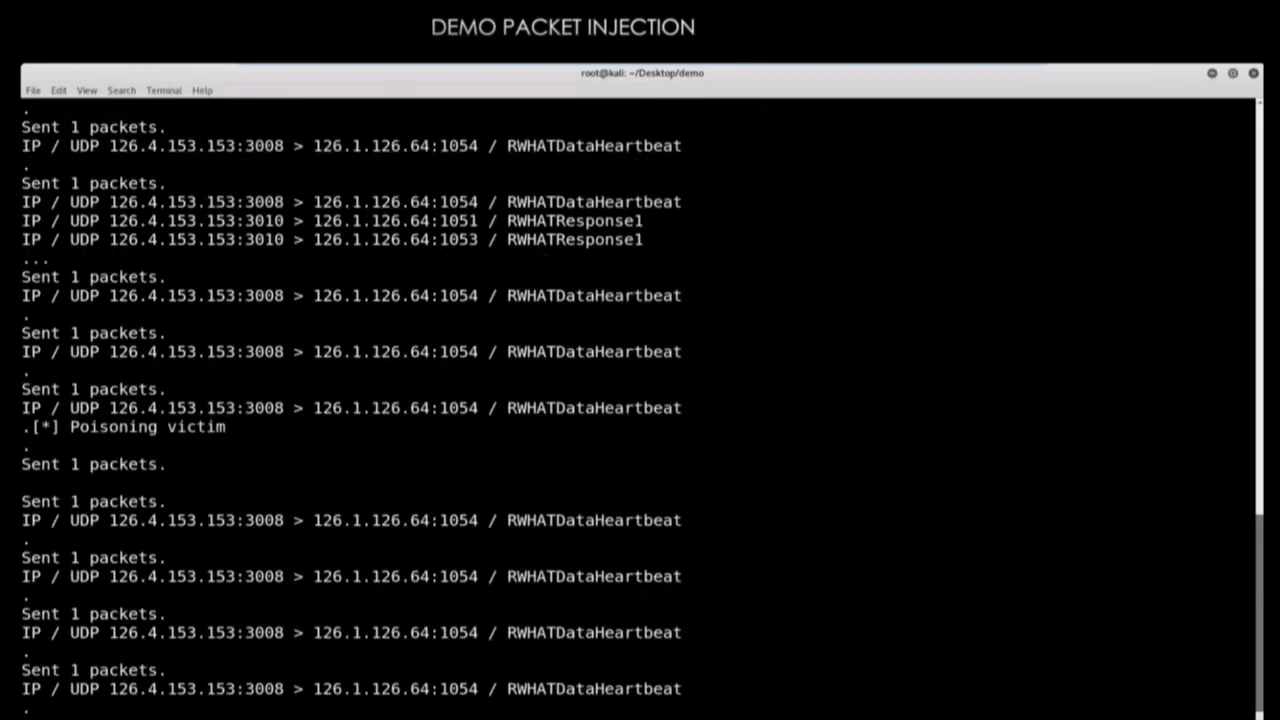 DEMO PACKET INJECTION
root@kali: ~/Desktop/demo
File Edit View Search Terminal Help
.
Sent 1 packets.
IP / UDP 126.4.153.153:3008 > 126.1.126.64:1054 / RWHATDataHeartbeat
.
Sent 1 packets.
IP / UDP 126.4.153.153:3008 > 126.1.126.64:1054 / RWHATDataHeartbeat
IP / UDP 126.4.153.153:3010 > 126.1.126.64:1051 / RWHATResponse1
IP / UDP 126.4.153.153:3010 > 126.1.126.64:1053 / RWHATResponse1
...
Sent 1 packets.
IP / UDP 126.4.153.153:3008 > 126.1.126.64:1054 / RWHATDataHeartbeat
.
Sent 1 packets.
IP / UDP 126.4.153.153:3008 > 126.1.126.64:1054 / RWHATDataHeartbeat
.
Sent 1 packets.
IP / UDP 126.4.153.153:3008 > 126.1.126.64:1054 / RWHATDataHeartbeat
.[*] Poisoning victim
.
Sent 1 packets.
Sent 1 packets.
IP / UDP 126.4.153.153:3008 > 126.1.126.64:1054 / RWHATDataHeartbeat
.
Sent 1 packets.
IP / UDP 126.4.153.153:3008 > 126.1.126.64:1054 / RWHATDataHeartbeat
.
Sent 1 packets.
IP / UDP 126.4.153.153:3008 > 126.1.126.64:1054 / RWHATDataHeartbeat
.
Sent 1 packets.
IP / UDP 126.4.153.153:3008 > 126.1.126.64:1054 / RWHATDataHeartbeat
.